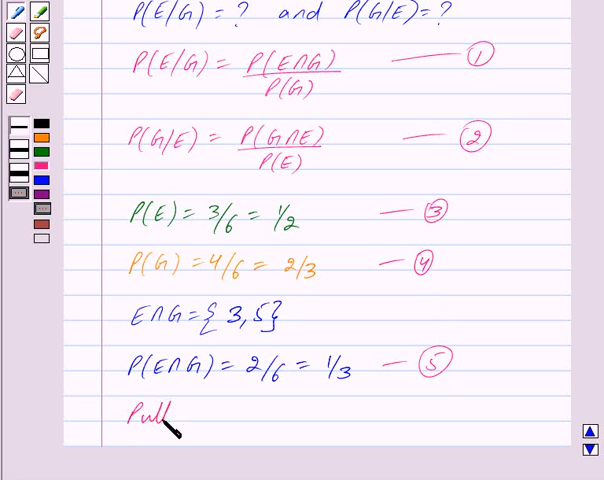 P(E/G) = ? and P(G/E) = ?
P(E/G) = P(E∩G)/P(G) — ①
P(G/E) = P(G∩E)/P(E) — ②
P(E) = 3/6 = 1/2 — ③
P(G) = 4/6 = 2/3 — ④
E∩G = { 3, 5 }
P(E∩G) = 2/6 = 1/3 — ⑤
Putt